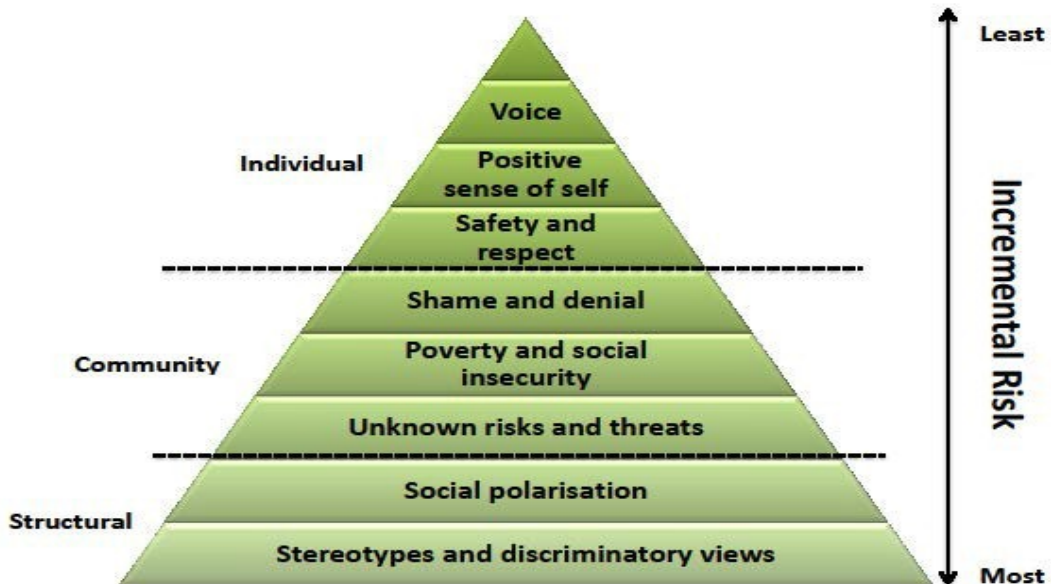 Least
Voice
Individual
Positive
sense of self
Safety and
respect
Shame and denial
Community
Poverty and social
insecurity
Incremental Risk
Unknown risks and threats
Social polarisation
Structural
Stereotypes and discriminatory views
Most